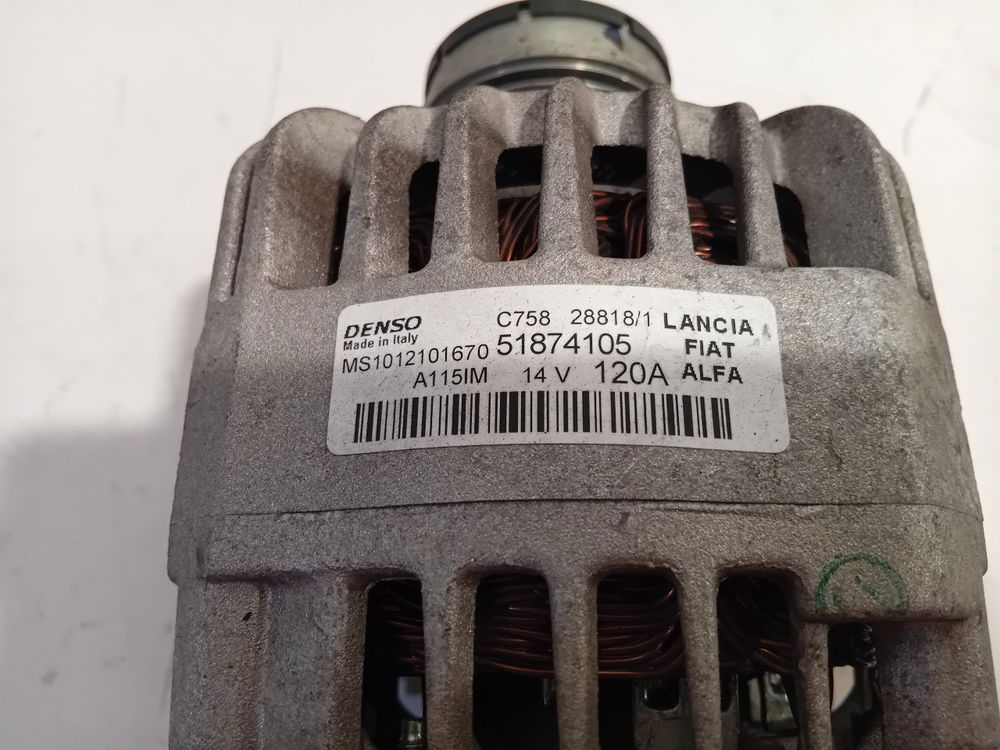 DENSO C758 28818/1 LANCIA
Made in Italy
MS1012101670 51874105 FIAT
A115IM 14 V 120A ALFA